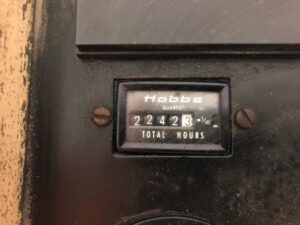 Hobbs
QUARTZ
22423 ◄1/10
TOTAL HOURS